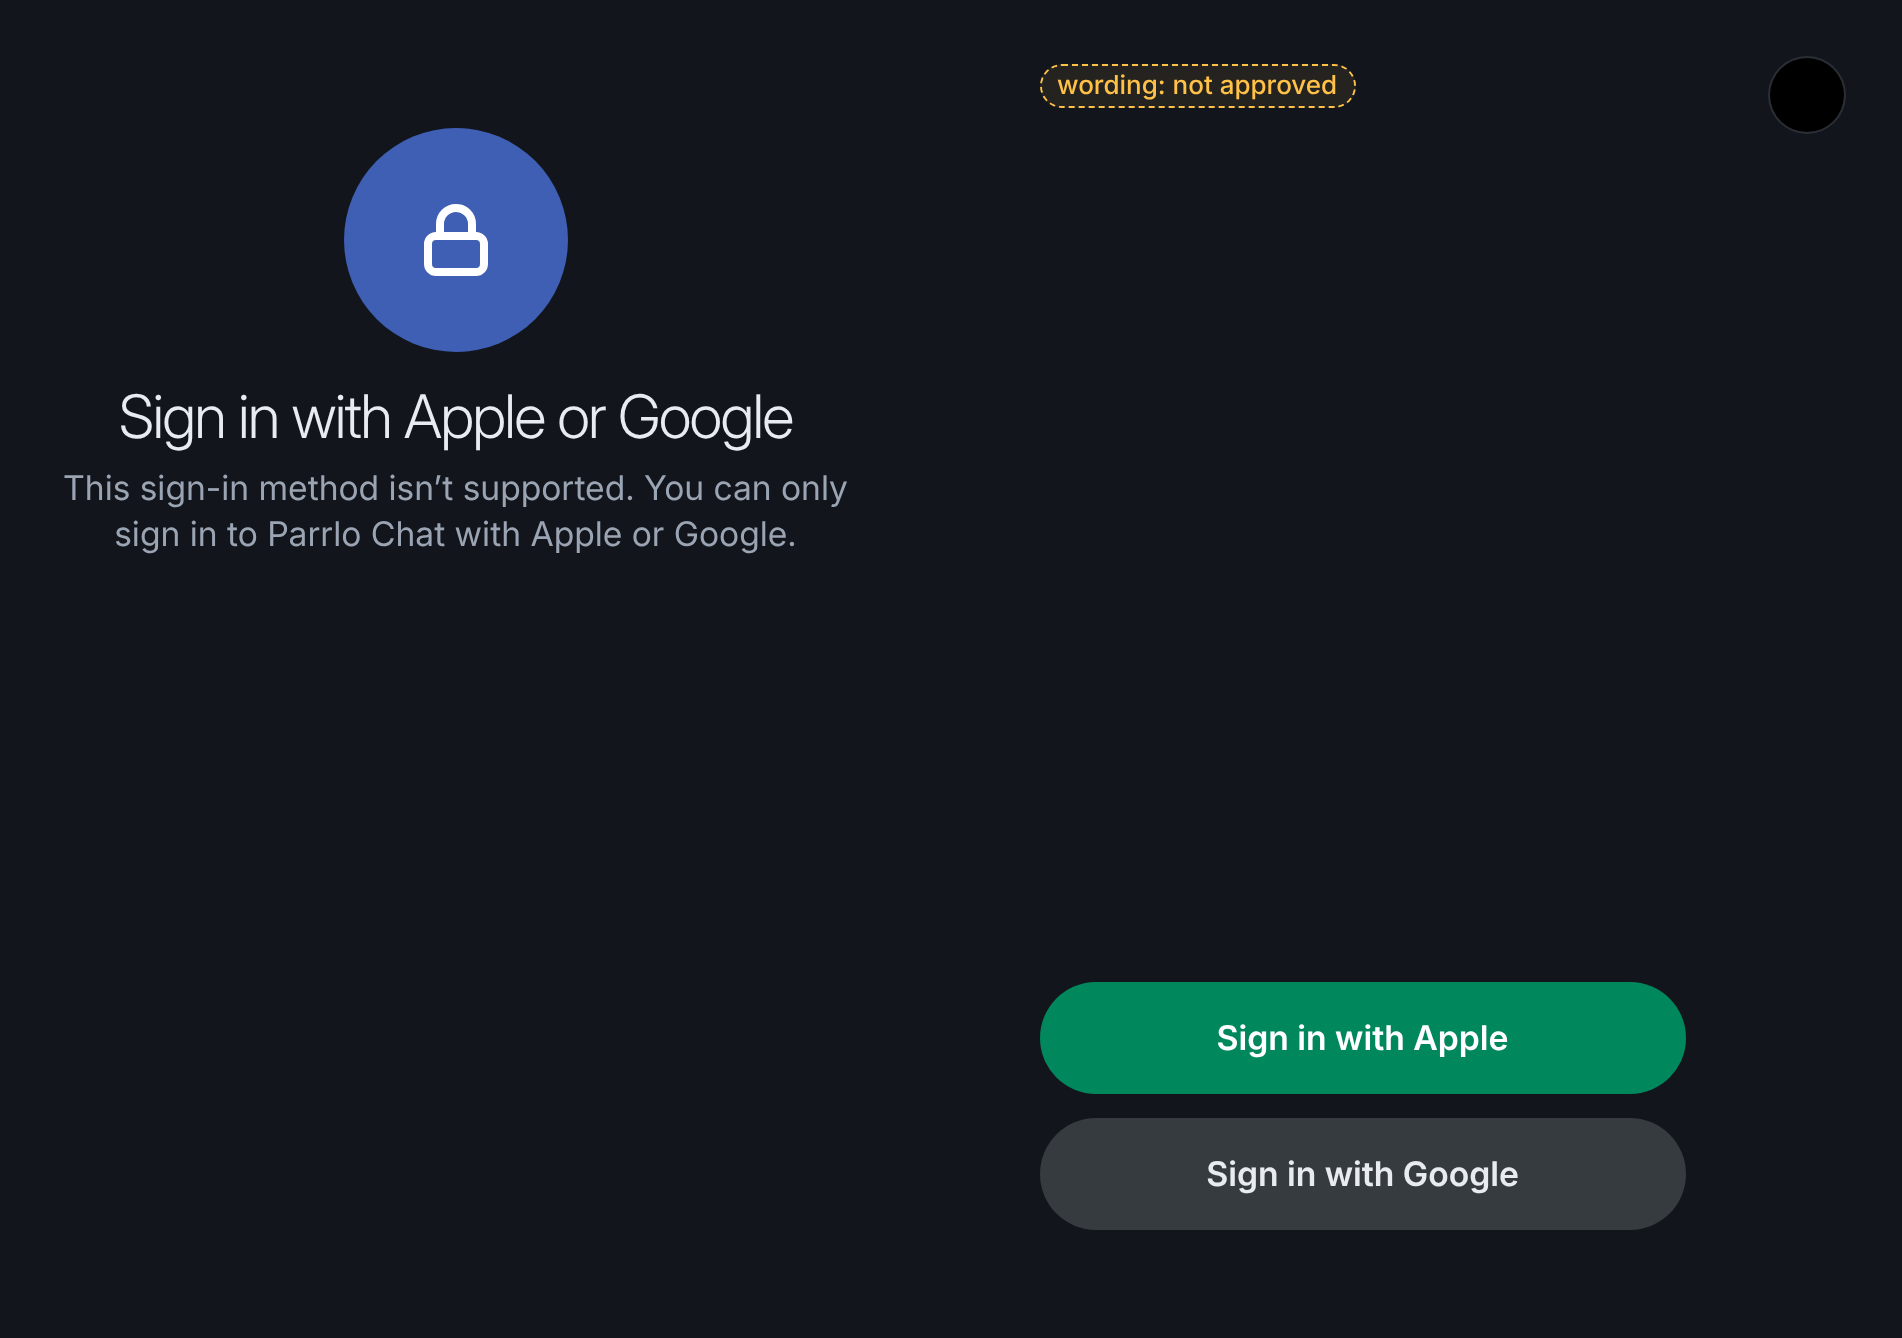 wording: not approved
Sign in with Apple or Google
This sign-in method isn’t supported. You can only
sign in to Parrlo Chat with Apple or Google.
Sign in with Apple
Sign in with Google